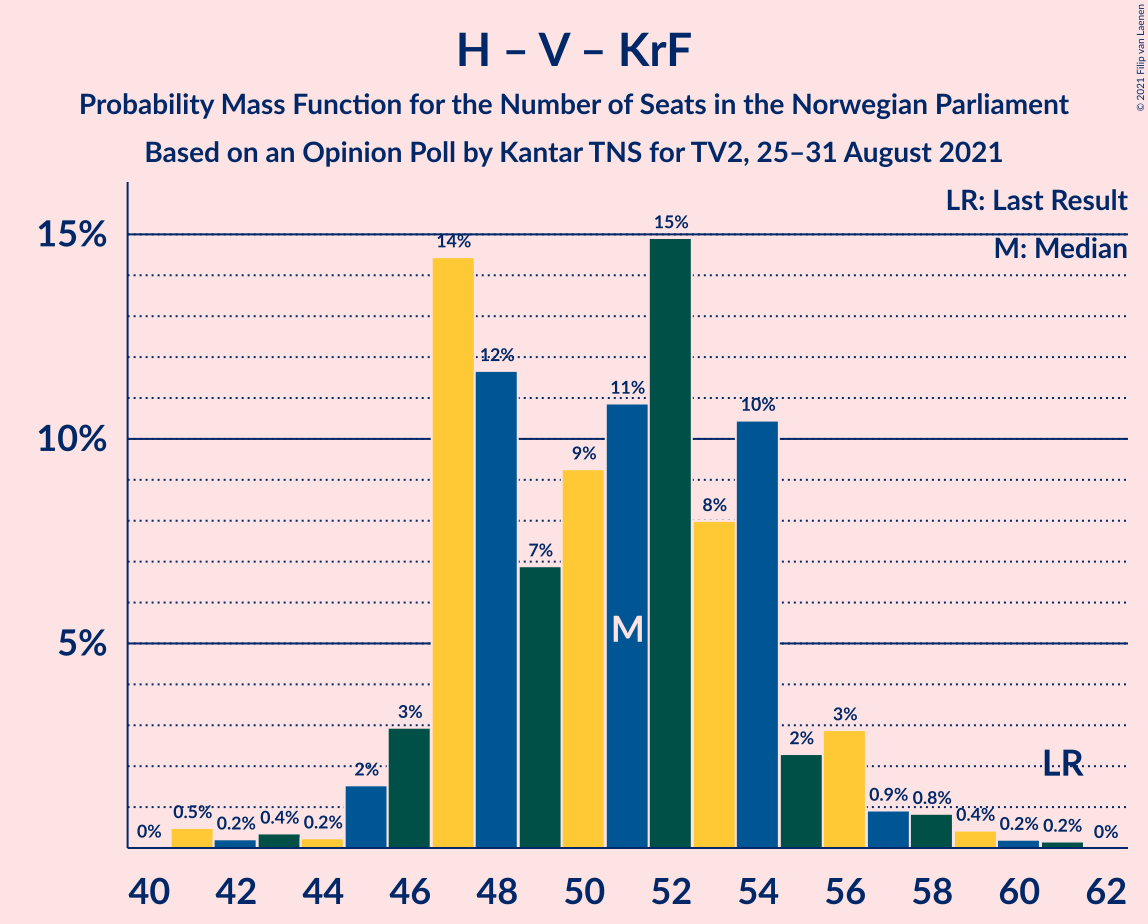 H – V – KrF
Probability Mass Function for the Number of Seats in the Norwegian Parliament
Based on an Opinion Poll by Kantar TNS for TV2, 25–31 August 2021
© 2021 Filip van Laenen
LR: Last Result
M: Median
15%
10%
5%
0%
0.5%
0.2%
0.4%
0.2%
2%
3%
14%
12%
7%
9%
11%
15%
8%
10%
2%
3%
0.9%
0.8%
0.4%
0.2%
0.2%
0%
M
LR
40 42 44 46 48 50 52 54 56 58 60 62